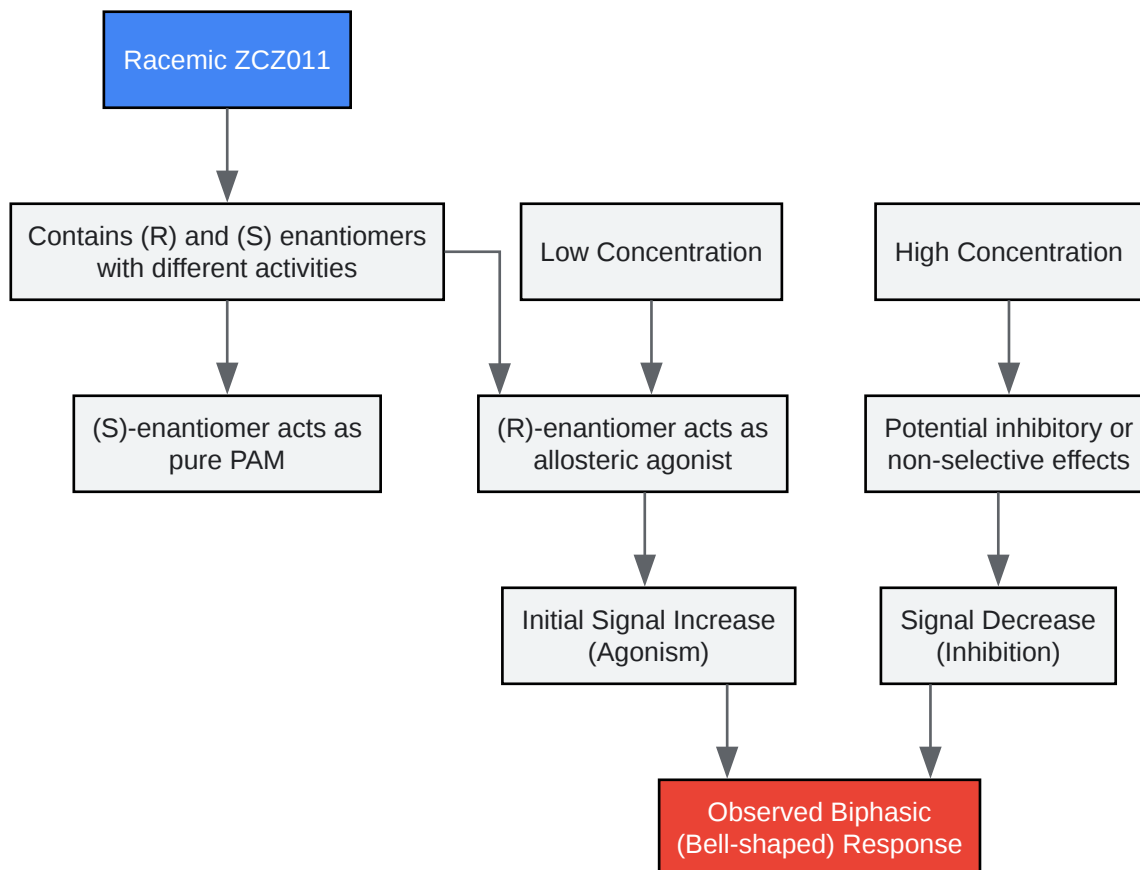 Racemic ZCZ011
Contains (R) and (S) enantiomers
with different activities
Low Concentration
High Concentration
(S)-enantiomer acts as
pure PAM
(R)-enantiomer acts as
allosteric agonist
Potential inhibitory or
non-selective effects
Initial Signal Increase
(Agonism)
Signal Decrease
(Inhibition)
Observed Biphasic
(Bell-shaped) Response